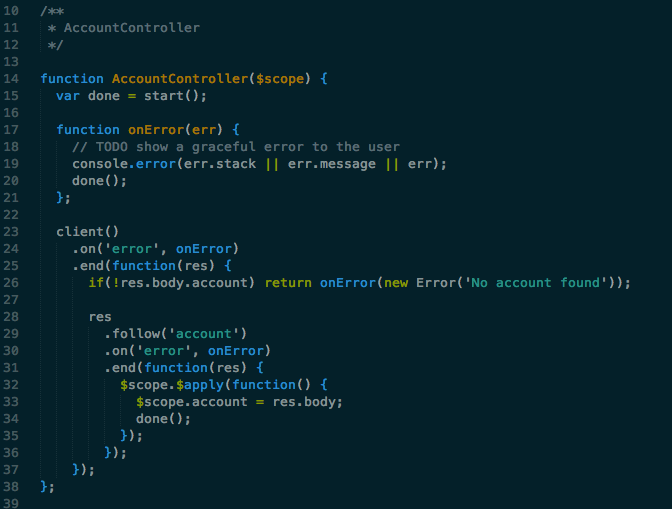 10 /**
11  * AccountController
12  */
13
14 function AccountController($scope) {
15   var done = start();
16
17   function onError(err) {
18     // TODO show a graceful error to the user
19     console.error(err.stack || err.message || err);
20     done();
21   };
22
23   client()
24     .on('error', onError)
25     .end(function(res) {
26       if(!res.body.account) return onError(new Error('No account found'));
27
28       res
29         .follow('account')
30         .on('error', onError)
31         .end(function(res) {
32           $scope.$apply(function() {
33             $scope.account = res.body;
34             done();
35           });
36         });
37     });
38 };
39